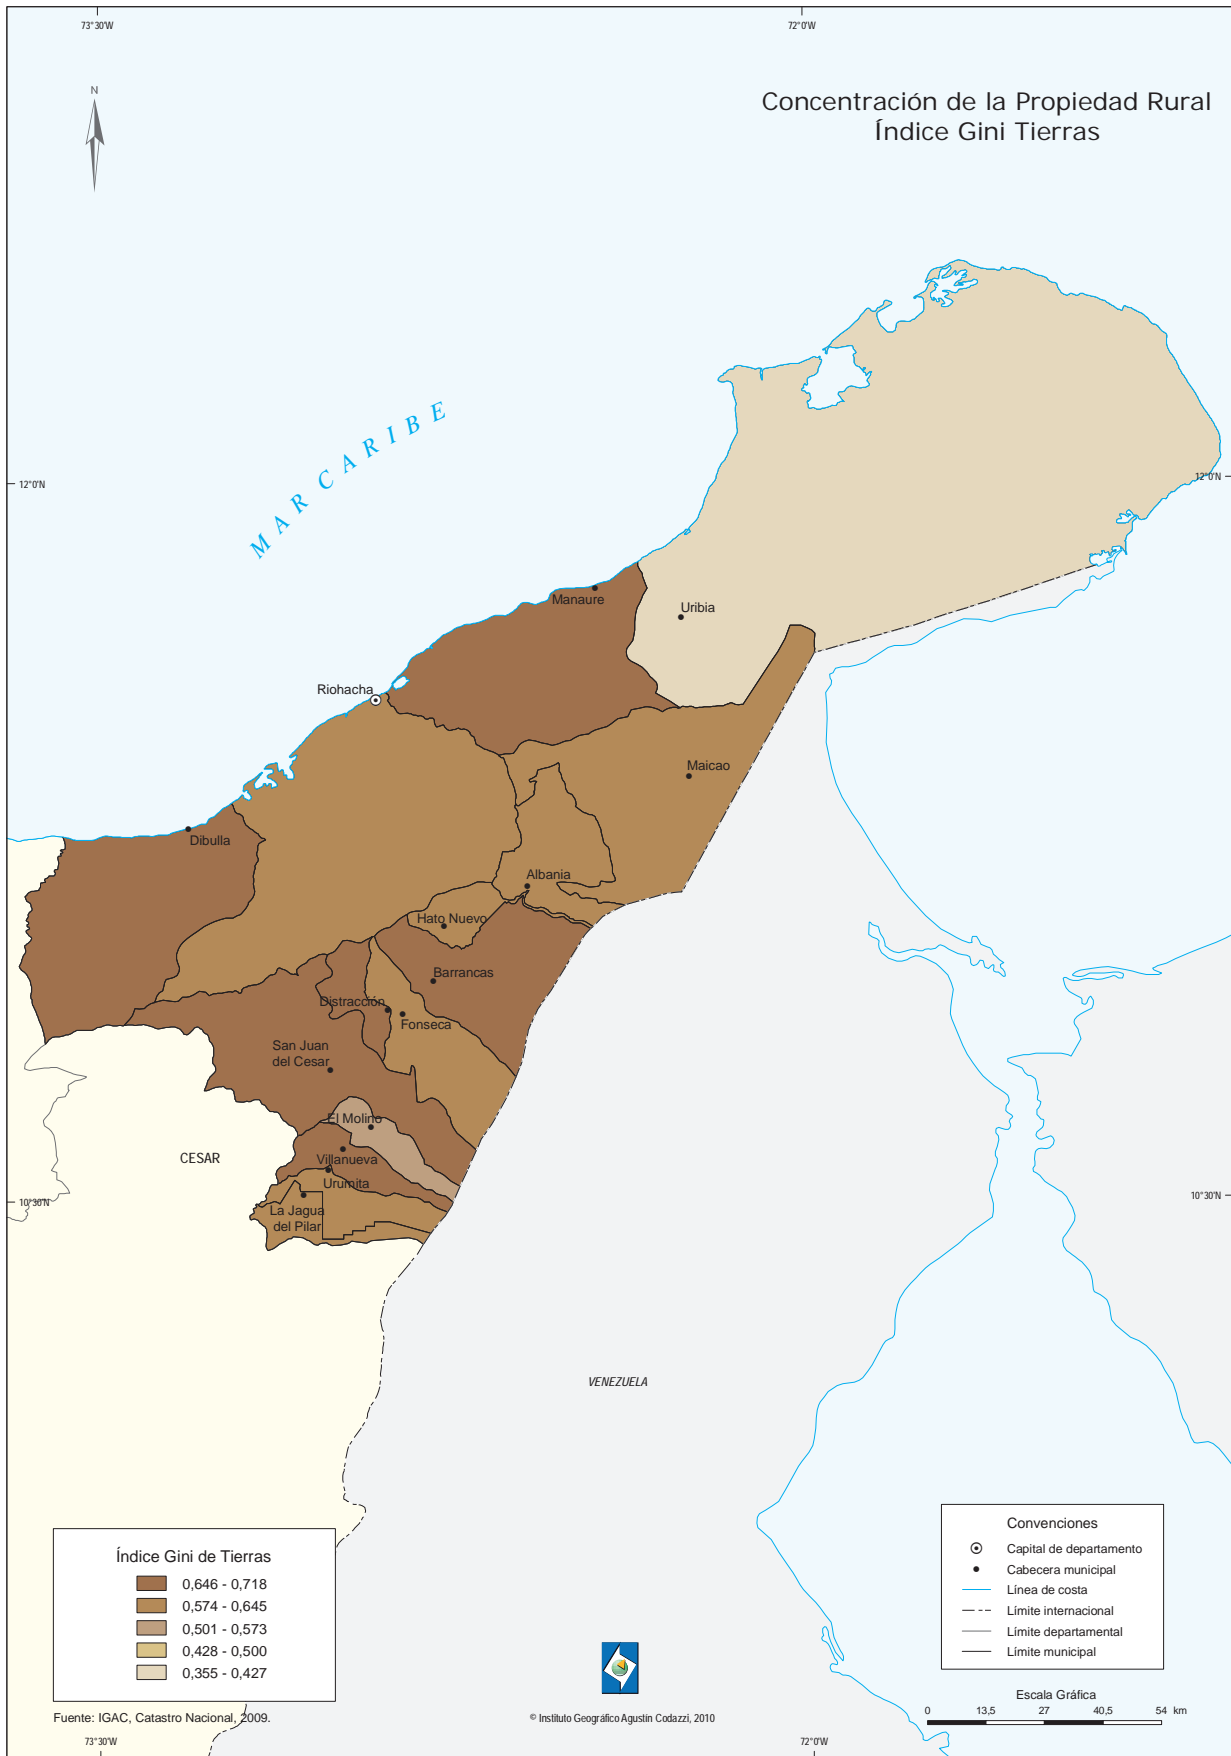 73°30'W
72°0'W
N
Concentración de la Propiedad Rural
Índice Gini Tierras
MAR CARIBE
12°0'N
12°0'N
Manaure
Uribia
Riohacha
Maicao
Dibulla
Albania
Hato Nuevo
Barrancas
Distracción
Fonseca
San Juan
del Cesar
El Molino
CESAR
Villanueva
Urumita
10°30'N
10°30'N
La Jagua
del Pilar
VENEZUELA
Índice Gini de Tierras
0,646 - 0,718
0,574 - 0,645
0,501 - 0,573
0,428 - 0,500
0,355 - 0,427
Fuente: IGAC, Catastro Nacional, 2009.
© Instituto Geográfico Agustín Codazzi, 2010
Convenciones
Capital de departamento
Cabecera municipal
Línea de costa
Límite internacional
Límite departamental
Límite municipal
Escala Gráfica
0 13,5 27 40,5 54 km
73°30'W
72°0'W